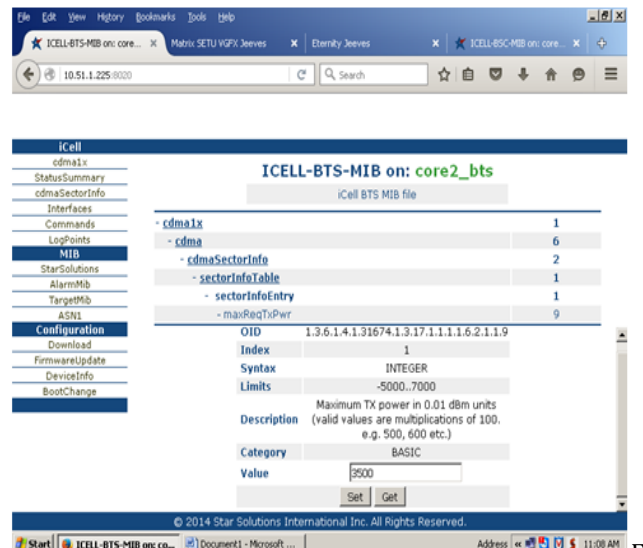 File Edit View History Bookmarks Tools Help
ICELL-BTS-MIB on: core... × Matrix SETU VGFX Jeeves × Eternity Jeeves × ICELL-BSC-MIB on: core... × +
10.51.1.225:8020 Search
iCell
cdma1x
StatusSummary
cdmaSectorInfo
Interfaces
Commands
LogPoints
MIB
StarSolutions
AlarmMib
TargetMib
ASN1
Configuration
Download
FirmwareUpdate
DeviceInfo
BootChange
ICELL-BTS-MIB on: core2_bts
iCell BTS MIB file
- cdma1x 1
- cdma 6
- cdmaSectorInfo 2
- sectorInfoTable 1
- sectorInfoEntry 1
- maxReqTxPwr 9
OID 1.3.6.1.4.1.31674.1.3.17.1.1.1.1.6.2.1.1.9
Index 1
Syntax INTEGER
Limits -5000..7000
Description Maximum TX power in 0.01 dBm units
(valid values are multiplications of 100.
e.g. 500, 600 etc.)
Category BASIC
Value 3500
Set Get
© 2014 Star Solutions International Inc. All Rights Reserved.
Start ICELL-BTS-MIB on: co... Document1 - Microsoft ... Address « 11:08 AM